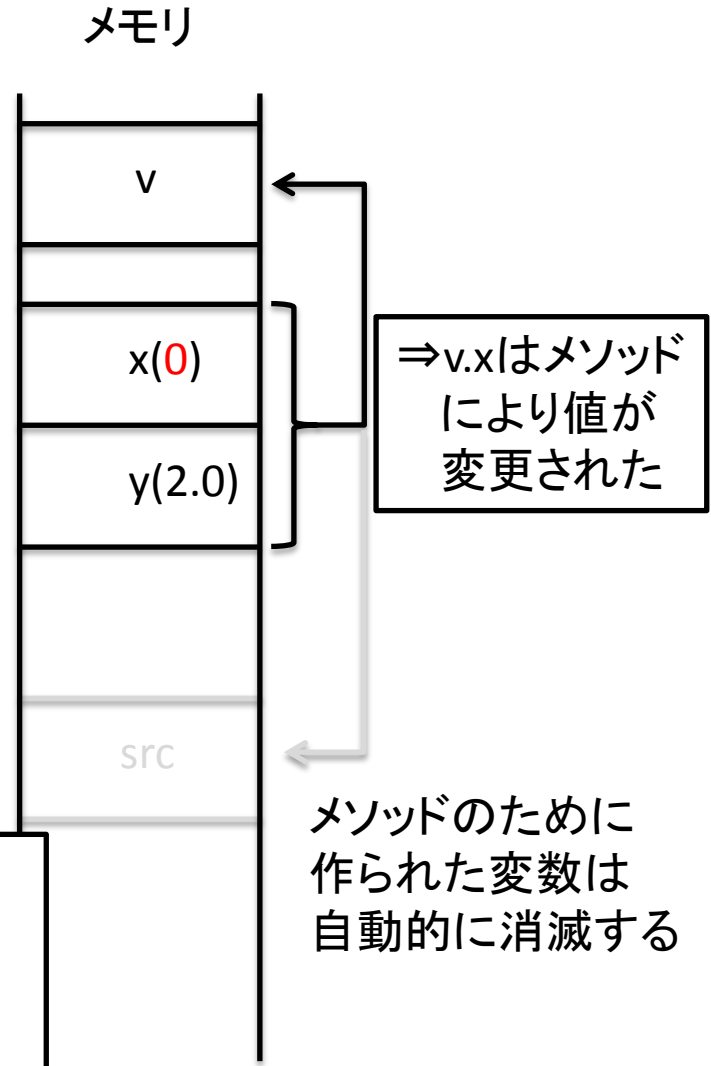 メモリ
v
x(0)
y(2.0)
⇒v.xはメソッド
により値が
変更された
src
メソッドのために
作られた変数は
自動的に消滅する